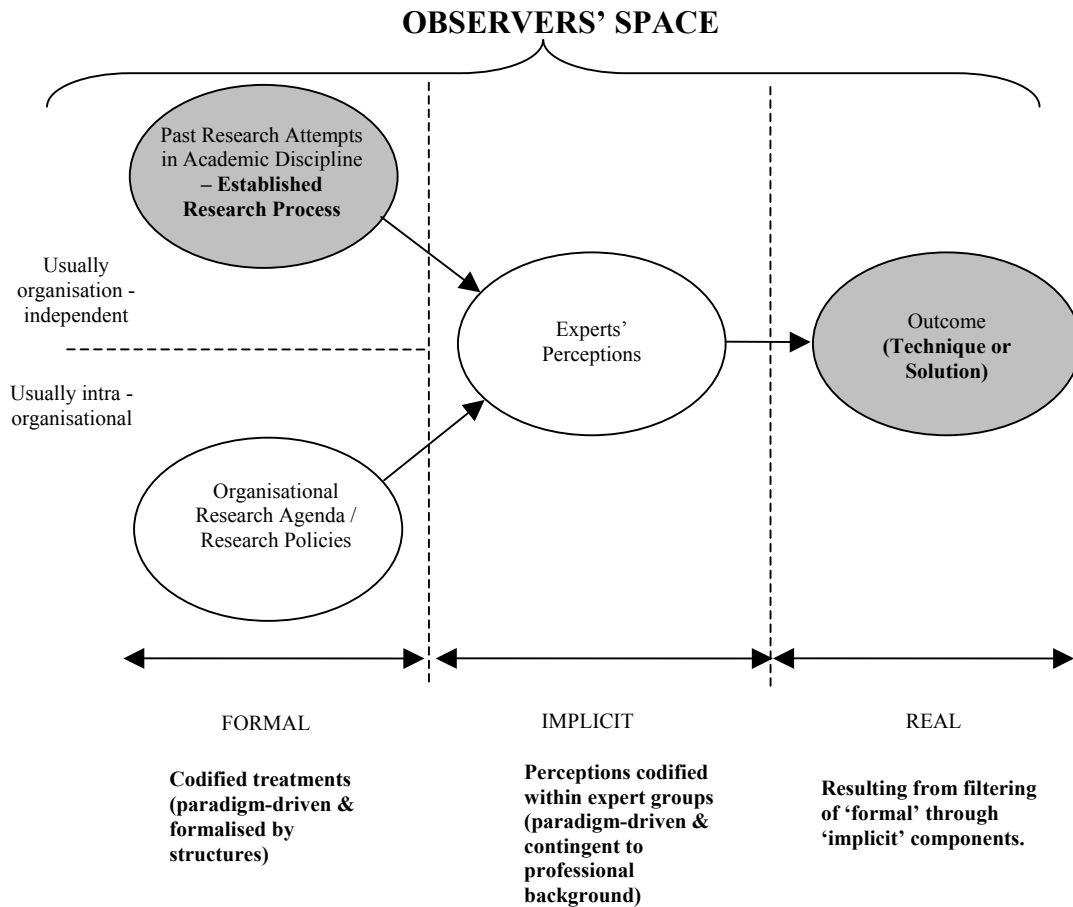 OBSERVERS’ SPACE
Past Research Attempts
in Academic Discipline
– Established
Research Process
Usually
organisation -
independent
Usually intra -
organisational
Experts’
Perceptions
Outcome
(Technique or
Solution)
Organisational
Research Agenda /
Research Policies
FORMAL
IMPLICIT
REAL
Codified treatments
(paradigm-driven &
formalised by
structures)
Perceptions codified
within expert groups
(paradigm-driven &
contingent to
professional
background)
Resulting from filtering
of ‘formal’ through
‘implicit’ components.